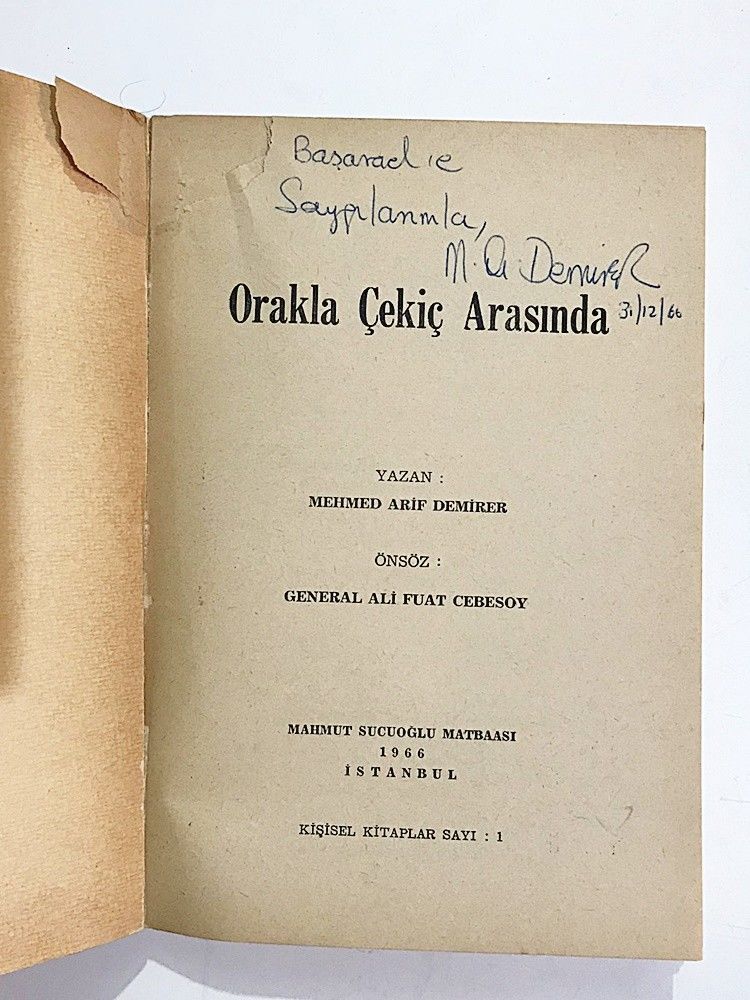 Saygılarımla,
M. A. Demirer
Orakla Çekiç Arasında 31/12/66
YAZAN :
MEHMED ARİF DEMİRER
ÖNSÖZ :
GENERAL ALİ FUAT CEBESOY
MAHMUT SUCUOĞLU MATBAASI
1966
İSTANBUL
KİŞİSEL KİTAPLAR SAYI : 1